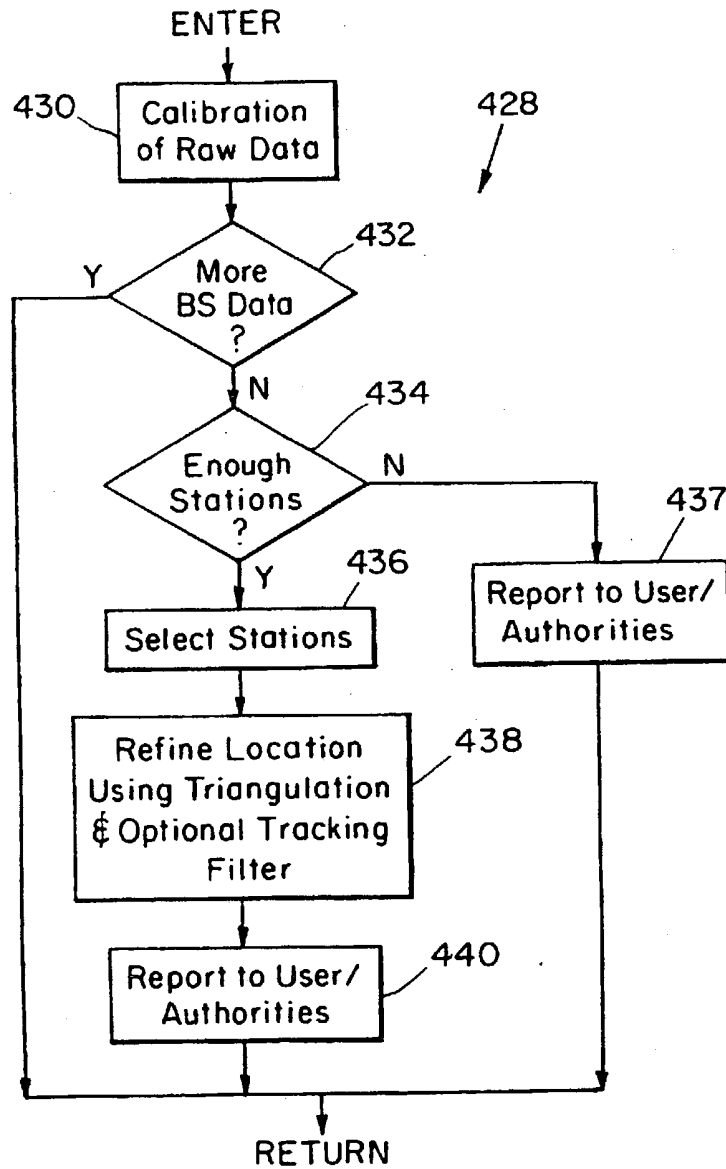 ENTER
430
Calibration
of Raw Data
428
432
Y
More
BS Data
?
N
434
Enough
Stations
?
N
Y
437
Report to User/
Authorities
436
Select Stations
438
Refine Location
Using Triangulation
& Optional Tracking
Filter
440
Report to User/
Authorities
RETURN